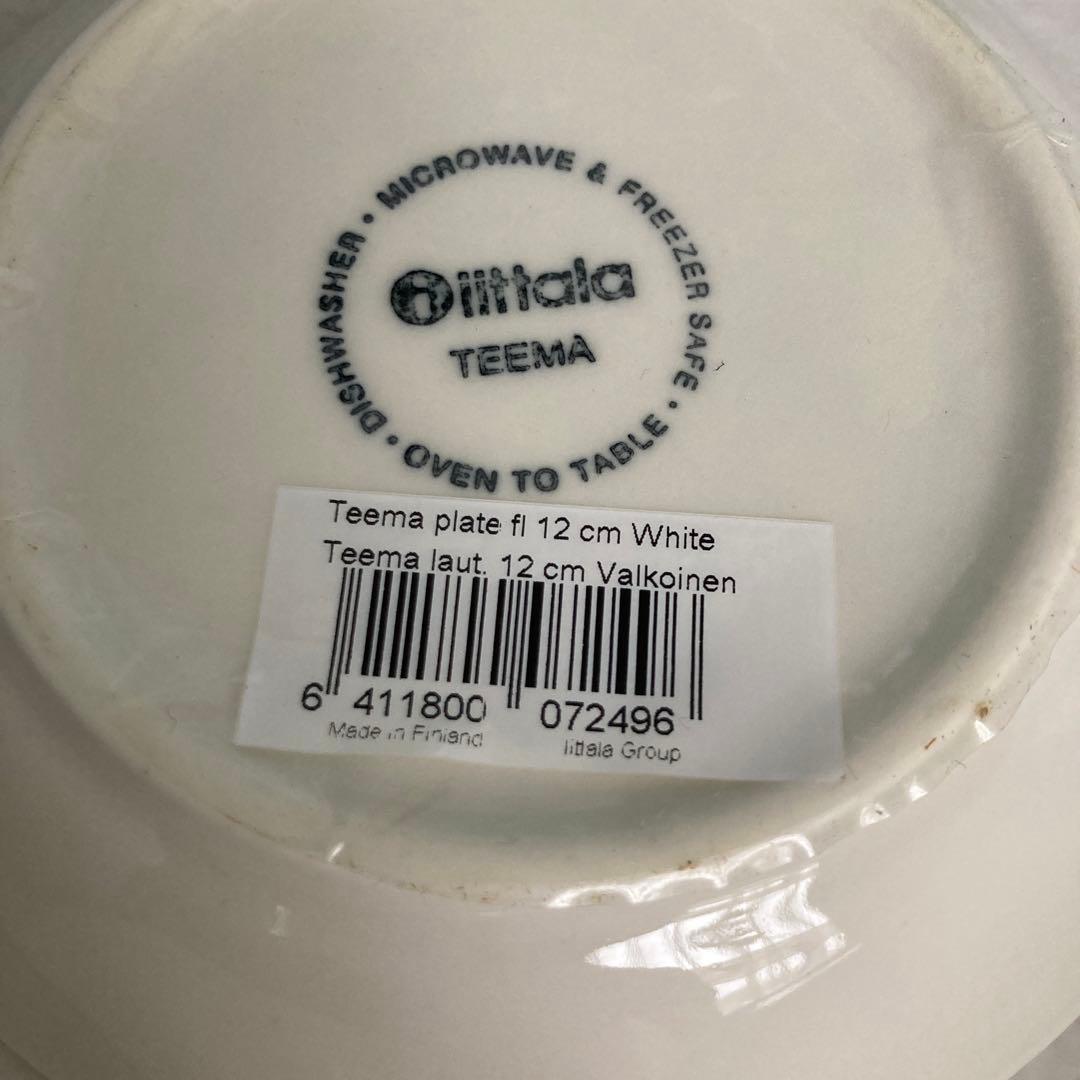 DISHWASHER • MICROWAVE & FREEZER SAFE • OVEN TO TABLE •
iittala
TEEMA
Teema plate fl 12 cm White
Teema laut. 12 cm Valkoinen
6 411800 072496
Made in Finland
Iittala Group